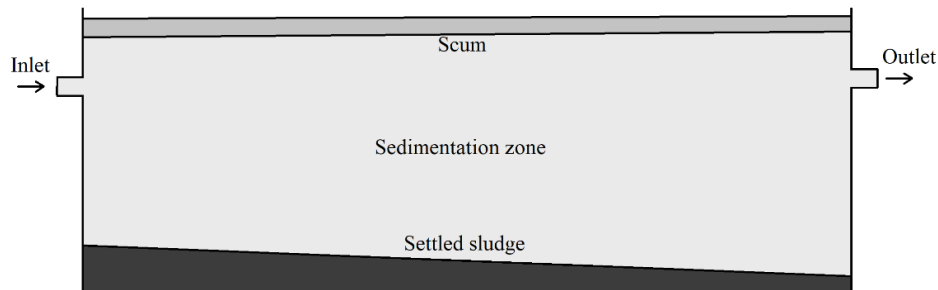 Scum
Inlet
Outlet
Sedimentation zone
Settled sludge